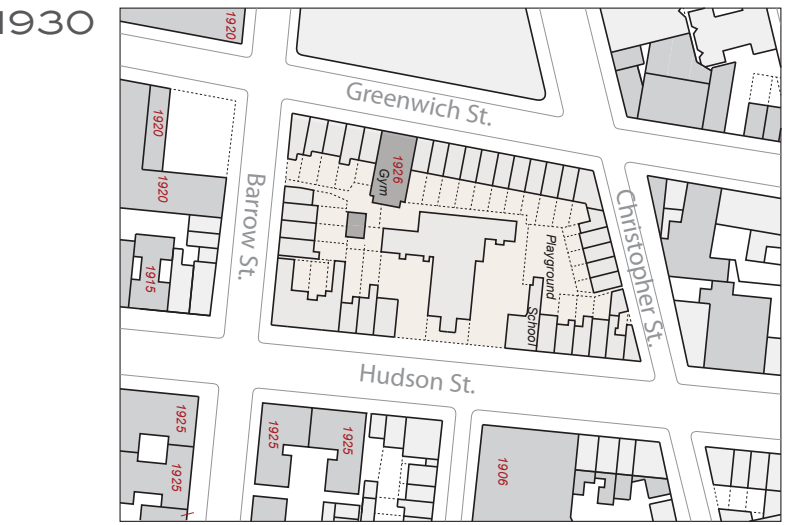 1930
1920
Greenwich St.
1920
1926
Gym
1920
Barrow St.
Christopher St.
Playground
1915
School
Hudson St.
1925
1925
1925
1925
1906